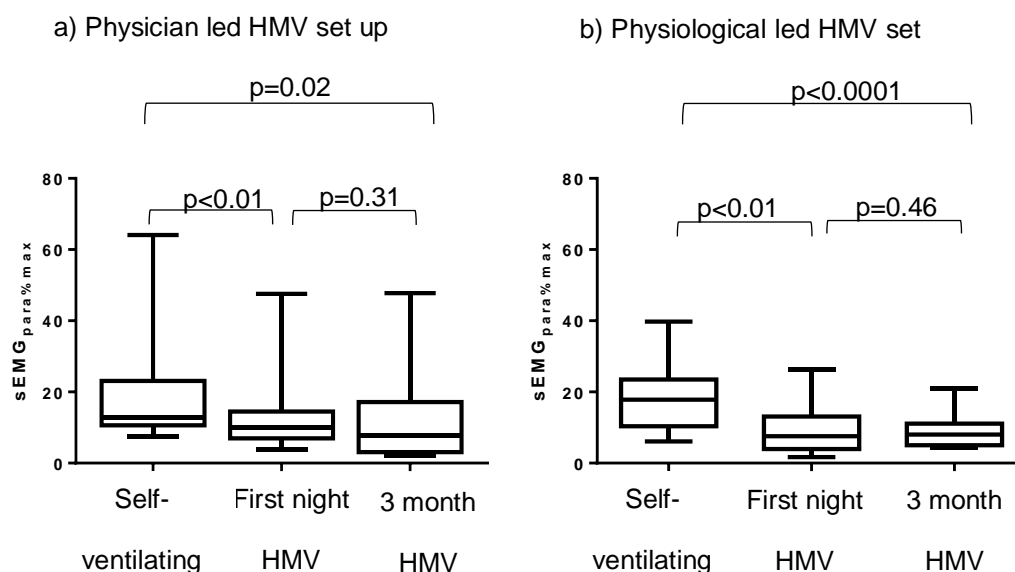 a) Physician led HMV set up
p=0.02
p<0.01
p=0.31
80
60
40
20
0
sEMGpara%max
Self-
ventilating
First night
HMV
3 month
HMV
b) Physiological led HMV set
p<0.0001
p<0.01
p=0.46
80
60
40
20
0
sEMGpara%max
Self-
ventilating
First night
HMV
3 month
HMV